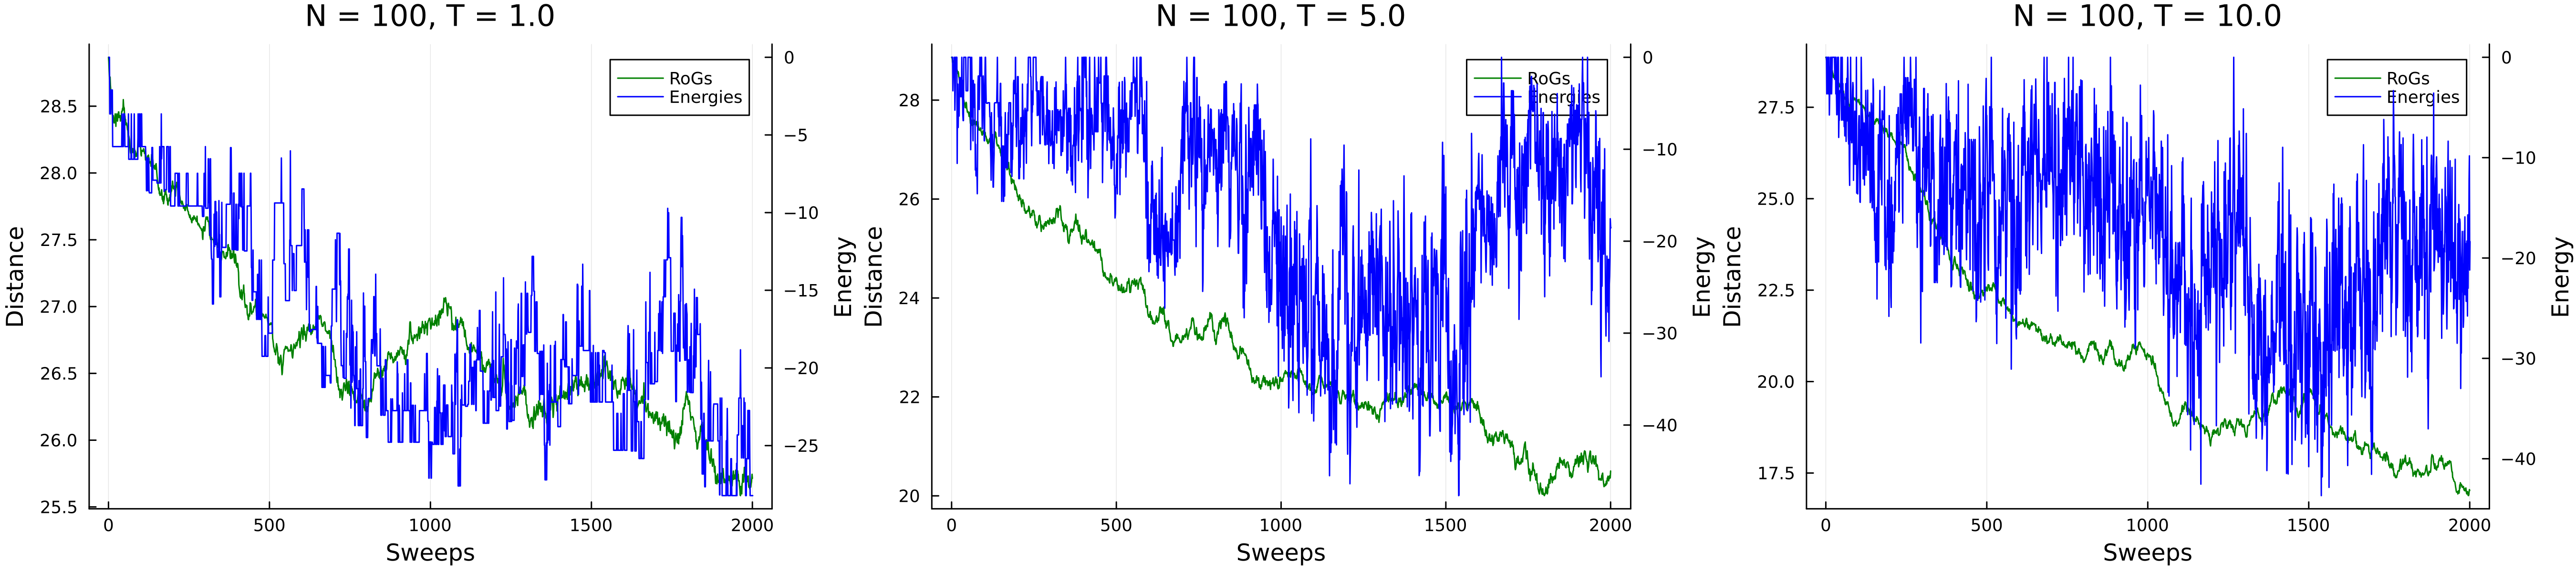 N = 100, T = 1.0
Distance
28.5
28.0
27.5
27.0
26.5
26.0
25.5
0
500
1000
1500
2000
Sweeps
RoGs
Energies
0
−5
−10
−15
−20
−25
Energy
N = 100, T = 5.0
Distance
28
26
24
22
20
0
500
1000
1500
2000
Sweeps
RoGs
Energies
0
−10
−20
−30
−40
Energy
N = 100, T = 10.0
Distance
27.5
25.0
22.5
20.0
17.5
0
500
1000
1500
2000
Sweeps
RoGs
Energies
0
−10
−20
−30
−40
Energy